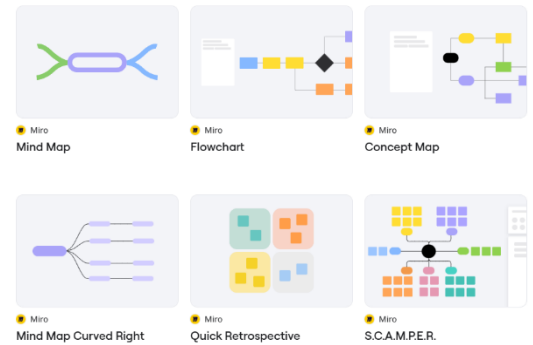 Miro
Mind Map
Miro
Flowchart
Miro
Concept Map
Miro
Mind Map Curved Right
Miro
Quick Retrospective
Miro
S.C.A.M.P.E.R.